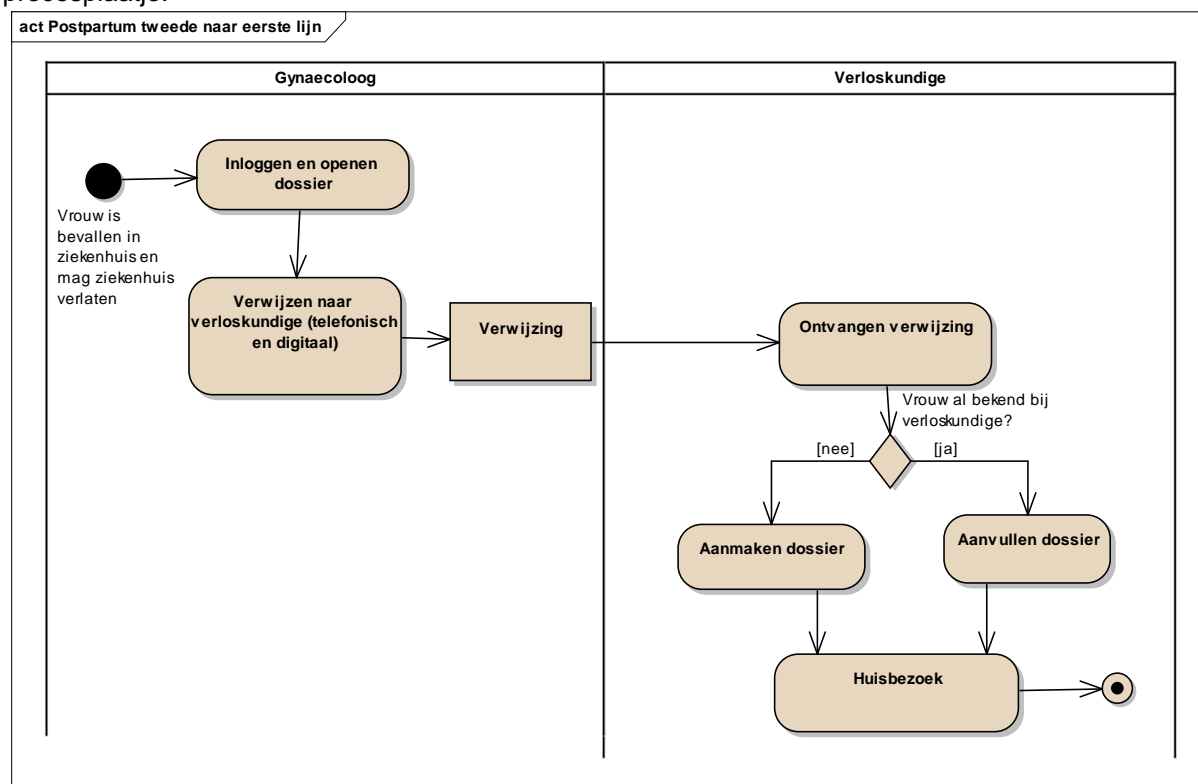 procesplaatje.
act Postpartum tweede naar eerste lijn
Gynaecoloog
Verloskundige
Inloggen en openen
dossier
Vrouw is
bevallen in
ziekenhuis en
mag ziekenhuis
verlaten
Verwijzen naar
verloskundige (telefonisch
en digitaal)
Verwijzing
Ontvangen verwijzing
Vrouw al bekend bij
verloskundige?
[nee]
[ja]
Aanmaken dossier
Aanvullen dossier
Huisbezoek